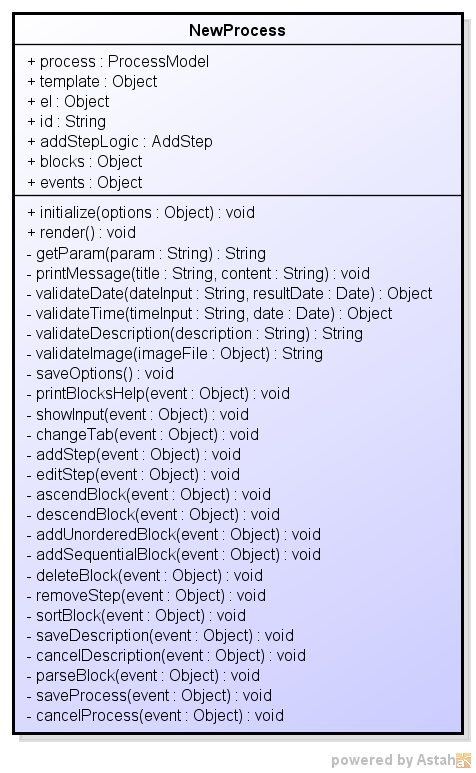 NewProcess
+ process : ProcessModel
+ template : Object
+ el : Object
+ id : String
+ addStepLogic : AddStep
+ blocks : Object
+ events : Object
+ initialize(options : Object) : void
+ render() : void
- getParam(param : String) : String
- printMessage(title : String, content : String) : void
- validateDate(dateInput : String, resultDate : Date) : Object
- validateTime(timeInput : String, date : Date) : Object
- validateDescription(description : String) : String
- validateImage(imageFile : Object) : String
- saveOptions() : void
- printBlocksHelp(event : Object) : void
- showInput(event : Object) : void
- changeTab(event : Object) : void
- addStep(event : Object) : void
- editStep(event : Object) : void
- ascendBlock(event : Object) : void
- descendBlock(event : Object) : void
- addUnorderedBlock(event : Object) : void
- addSequentialBlock(event : Object) : void
- deleteBlock(event : Object) : void
- removeStep(event : Object) : void
- sortBlock(event : Object) : void
- saveDescription(event : Object) : void
- cancelDescription(event : Object) : void
- parseBlock(event : Object) : void
- saveProcess(event : Object) : void
- cancelProcess(event : Object) : void
powered by Astah